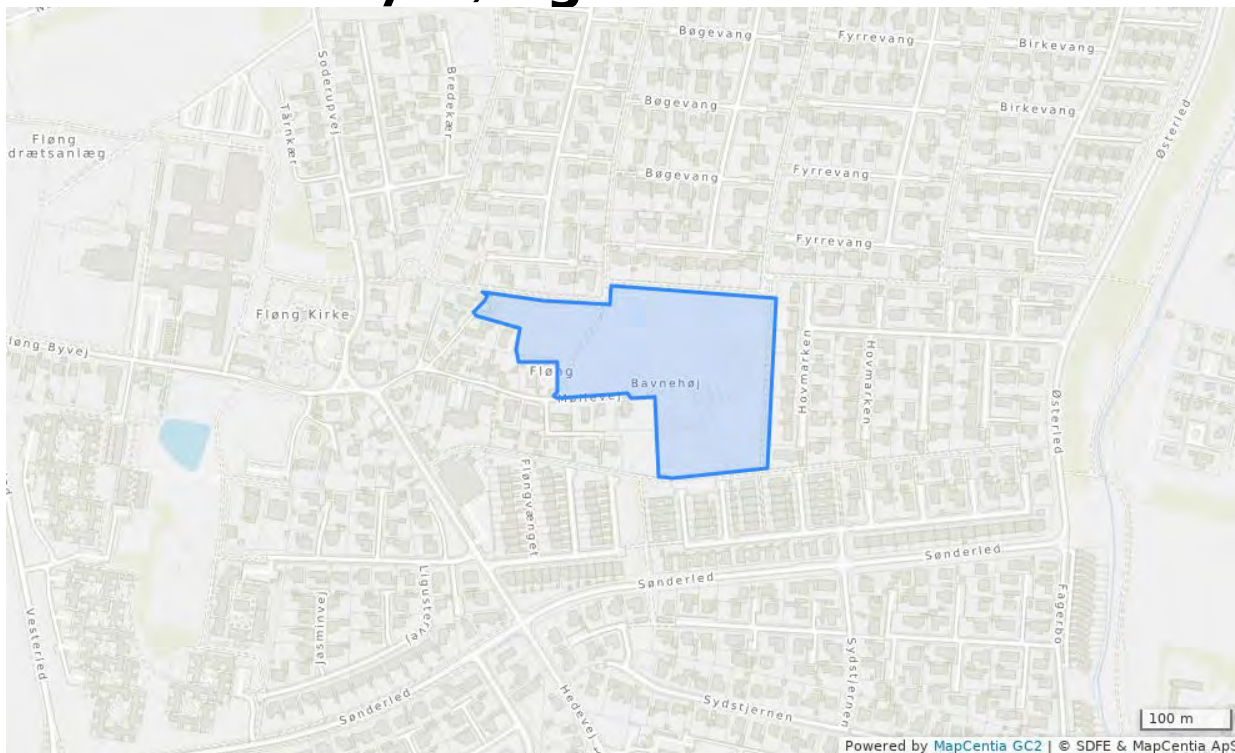 Bøgevang
Fyrrevang
Birkevang
Søderupvej
Bredekær
Tårnkær
Bøgevang
Birkevang
Østerled
Fløng
drætsanlæg
Bøgevang
Fyrrevang
Fyrrevang
Fløng Kirke
Fløng Byvej
Fløng
Bavnehøj
Møllevej
Hovmarken
Hovmarken
Østerled
Fløngvænget
Sønderled
Sønderled
Jasminvej
Ligustervej
Vesterled
Fagerbo
Sydstjernen
Sydstjernen
Sønderled
Hedevej
100 m
Powered by MapCentia GC2 | © SDFE & MapCentia ApS